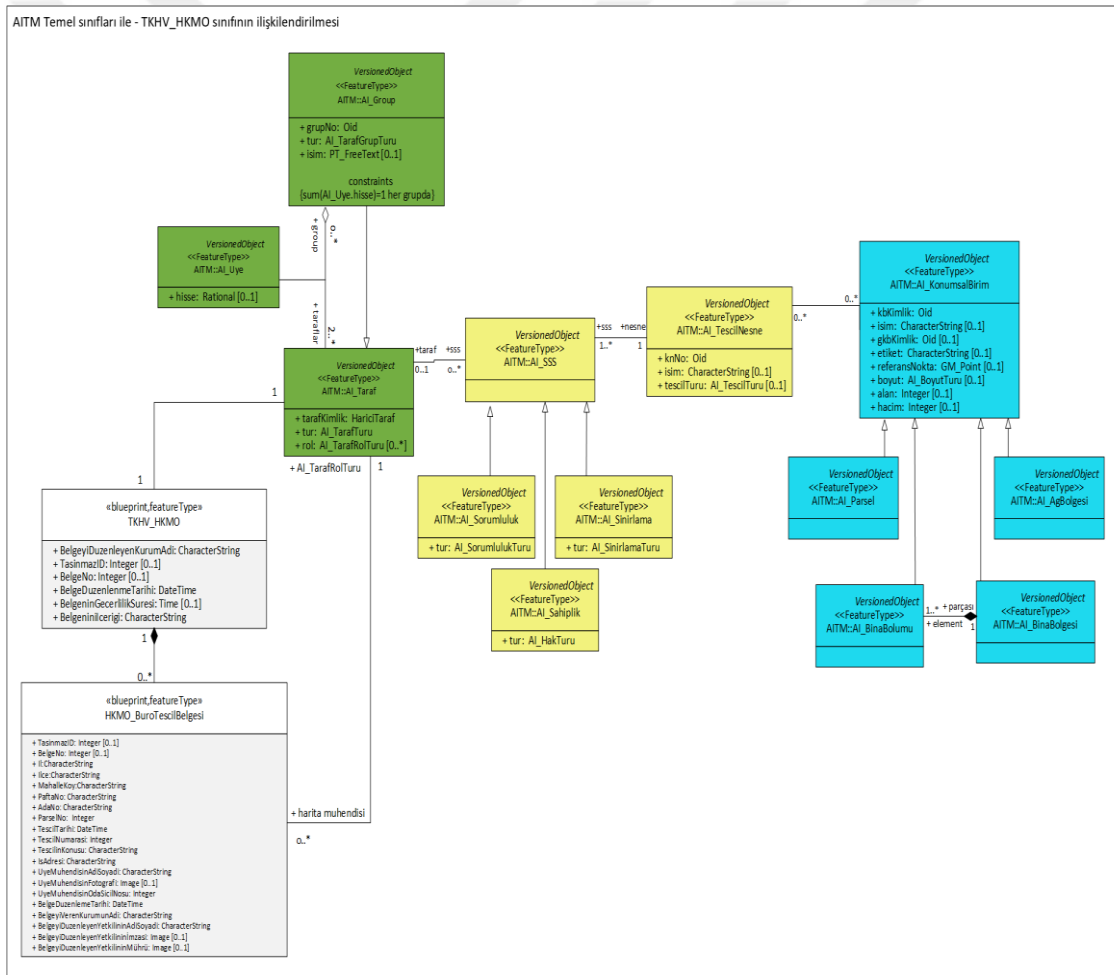 AITM Temel sınıfları ile - TKHV_HKMO sınıfının ilişkilendirilmesi
VersionedObject
<<FeatureType>>
AITM::AI_Group
+ grupNo: Oid
+ tur: AI_TarafGrupTuru
+ isim: PT_FreeText [0..1]
constraints
{sum(AI_Uye.hisse)=1 her grupda}
+ group
o..*
VersionedObject
<<FeatureType>>
AITM::AI_Uye
+ hisse: Rational [0..1]
+ taraflar
2..*
VersionedObject
<<FeatureType>>
AITM::AI_Taraf
+ tarafKimlik: HariciTaraf
+ tur: AI_TarafTuru
+ rol: AI_TarafRolTuru [0..*]
+taraf
0..1
+sss
o..*
VersionedObject
<<FeatureType>>
AITM::AI_SSS
+sss
1..*
+nesne
1
VersionedObject
<<FeatureType>>
AITM::AI_TescilNesne
+ knNo: Oid
+ isim: CharacterString [0..1]
+ tescilTuru: AI_TescilTuru [0..1]
0..*
0..*
VersionedObject
<<FeatureType>>
AITM::AI_KonumsalBirim
+ kbKimlik: Oid
+ isim: CharacterString [0..1]
+ gkbKimlik: Oid [0..1]
+ etiket: CharacterString [0..1]
+ referansNokta: GM_Point [0..1]
+ boyut: AI_BoyutTuru [0..1]
+ alan: Integer [0..1]
+ hacim: Integer [0..1]
1
1
+ AI_TarafRolTuru
1
VersionedObject
<<FeatureType>>
AITM::AI_Sorumluluk
+ tur: AI_SorumlulukTuru
VersionedObject
<<FeatureType>>
AITM::AI_Sinirlama
+ tur: AI_SinirlamaTuru
VersionedObject
<<FeatureType>>
AITM::AI_Sahiplik
+ tur: AI_HakTuru
VersionedObject
<<FeatureType>>
AITM::AI_Parsel
VersionedObject
<<FeatureType>>
AITM::AI_AgBolgesi
VersionedObject
<<FeatureType>>
AITM::AI_BinaBolumu
1..*
+ parçası
+ element
1
VersionedObject
<<FeatureType>>
AITM::AI_BinaBolgesi
«blueprint,featureType»
TKHV_HKMO
+ BelgeyiDuzenleyenKurumAdi: CharacterString
+ TasinmazID: Integer [0..1]
+ BelgeNo: Integer [0..1]
+ BelgeDuzenlenmeTarihi: DateTime
+ BelgeninGecerlilikSuresi: Time [0..1]
+ Belgeniniİcerigi: CharacterString
1
0..*
«blueprint,featureType»
HKMO_BuroTescilBelgesi
+ TasinmazID: Integer [0..1]
+ BelgeNo: Integer [0..1]
+ il:CharacterString
+ ilce:CharacterString
+ MahalleKoy:CharacterString
+ PaftaNo: CharacterString
+ AdaNo: CharacterString
+ ParselNo: Integer
+ TescilTarihi: DateTime
+ TescilNumarasi: Integer
+ TescilinKonusu: CharacterString
+ IsAdresi: CharacterString
+ UyeMuhendisinAdiSoyadi: CharacterString
+ UyeMuhendisinFotografi: Image [0..1]
+ UyeMuhendisinOdaSicilNosu: Integer
+ BelgeDuzenlemeTarihi: DateTime
+ BelgeyiVerenKurumunAdi: CharacterString
+ BelgeyiDuzenleyenYetkilininAdiSoyadi: CharacterString
+ BelgeyiDuzenleyenYetkilininİmzasi: Image [0..1]
+ BelgeyiDuzenleyenYetkilininMührü: Image [0..1]
+ harita muhendisi
o..*